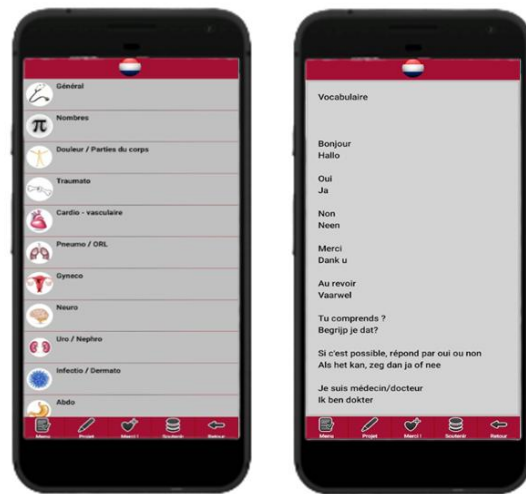 Général
Nombres
Douleur / Parties du corps
Traumato
Cardio - vasculaire
Pneumo / ORL
Gyneco
Neuro
Uro / Nephro
Infectio / Dermato
Abdo
Menu
Projet
Merci !
Soutenir
Retour
Vocabulaire
Bonjour
Hallo
Oui
Ja
Non
Neen
Merci
Dank u
Au revoir
Vaarwel
Tu comprends ?
Begrijp je dat?
Si c'est possible, répond par oui ou non
Als het kan, zeg dan ja of nee
Je suis médecin/docteur
Ik ben dokter
Menu
Projet
Merci !
Soutenir
Retour